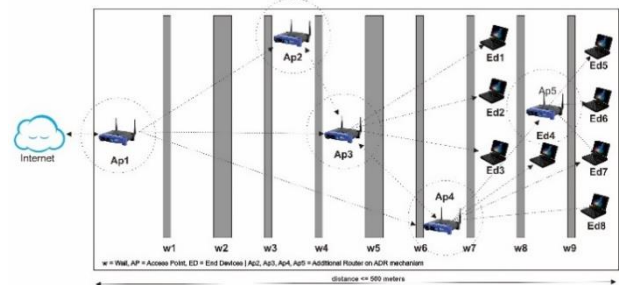 Ap2
Ed1
Ed5
Ap5
Internet
Ap1
Ap3
Ed2
Ed4
Ed6
Ap4
Ed3
Ed7
Ed8
w1 w2 w3 w4 w5 w6 w7 w8 w9
w = Wall, AP = Access Point, ED = End Devices | Ap2, Ap3, Ap4, Ap5 = Additional Router on ADR mechanism
distance <= 500 meters